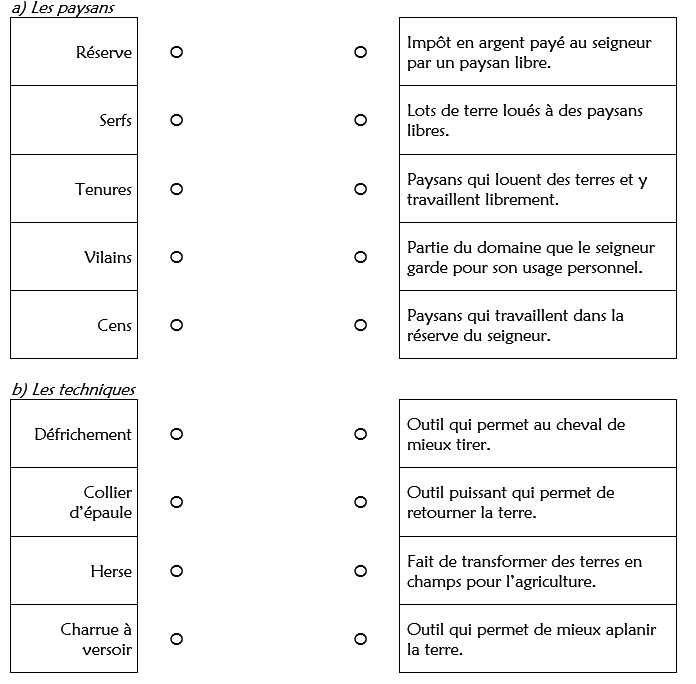 a) Les paysans
Réserve
Impôt en argent payé au seigneur
par un paysan libre.
Serfs
Lots de terre loués à des paysans
libres.
Tenures
Paysans qui louent des terres et y
travaillent librement.
Vilains
Partie du domaine que le seigneur
garde pour son usage personnel.
Cens
Paysans qui travaillent dans la
réserve du seigneur.
b) Les techniques
Défrichement
Outil qui permet au cheval de
mieux tirer.
Collier
d’épaule
Outil puissant qui permet de
retourner la terre.
Herse
Fait de transformer des terres en
champs pour l’agriculture.
Charrue à
versoir
Outil qui permet de mieux aplanir
la terre.